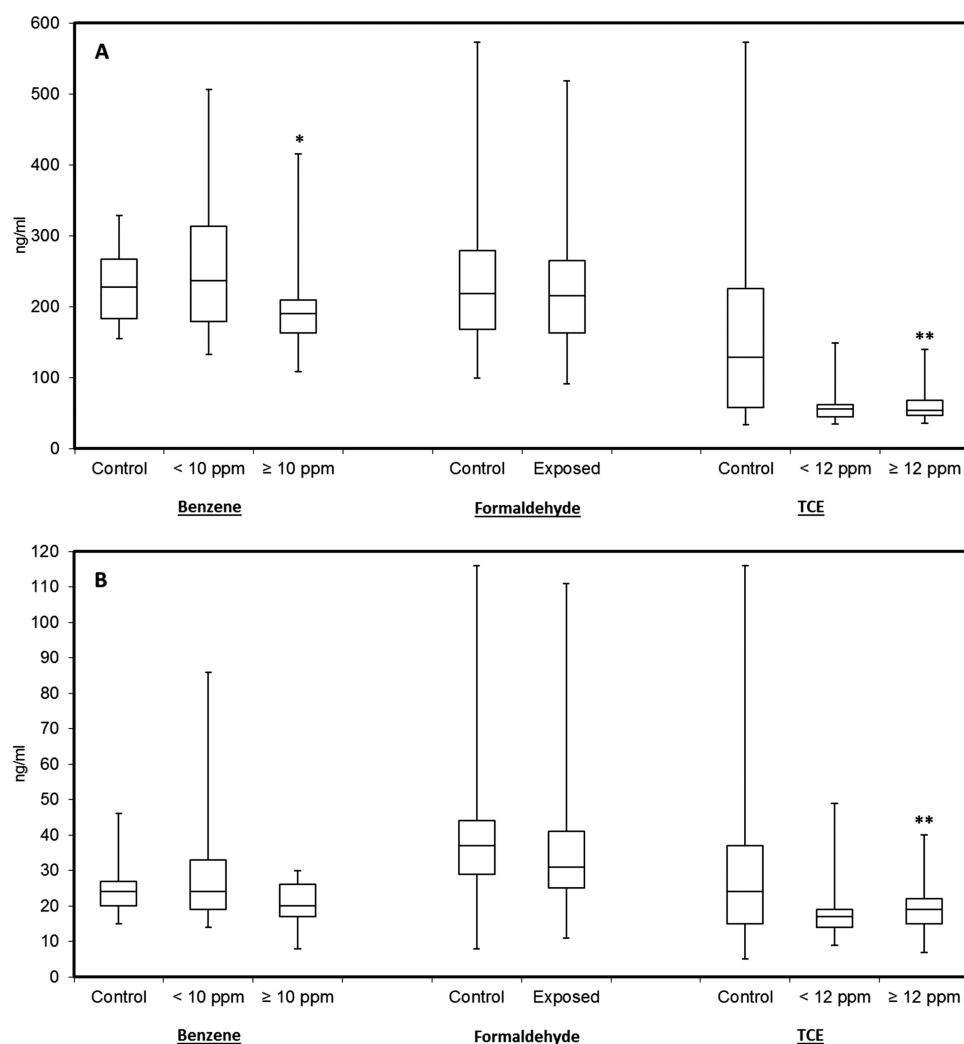 600
A
500
*
400
300
ng/ml
200
**
100
0
Control < 10 ppm ≥ 10 ppm Control Exposed Control < 12 ppm ≥ 12 ppm
Benzene Formaldehyde TCE
120
B
110
100
90
80
70
60
ng/ml
50
**
40
30
20
10
0
Control < 10 ppm ≥ 10 ppm Control Exposed Control < 12 ppm ≥ 12 ppm
Benzene Formaldehyde TCE